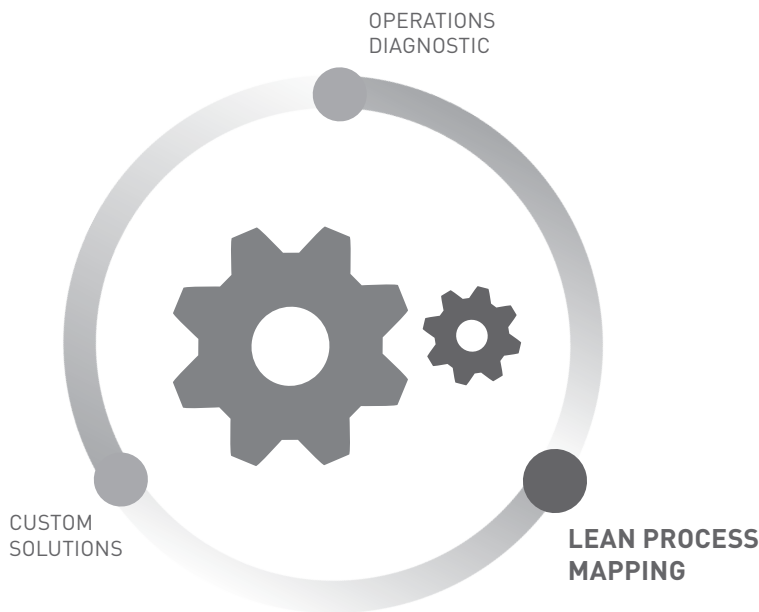 OPERATIONS
DIAGNOSTIC
CUSTOM
SOLUTIONS
LEAN PROCESS
MAPPING